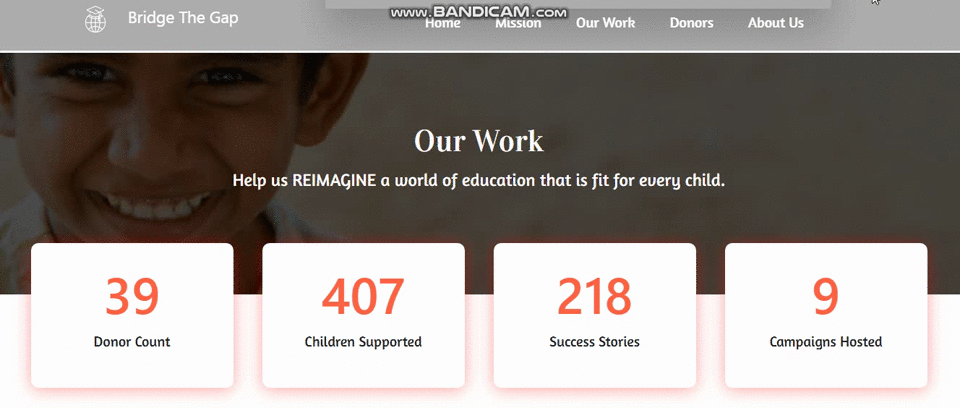 www.BANDICAM.com
Bridge The Gap
Home Mission Our Work Donors About Us
Our Work
Help us REIMAGINE a world of education that is fit for every child.
39 407 218 9
Donor Count Children Supported Success Stories Campaigns Hosted